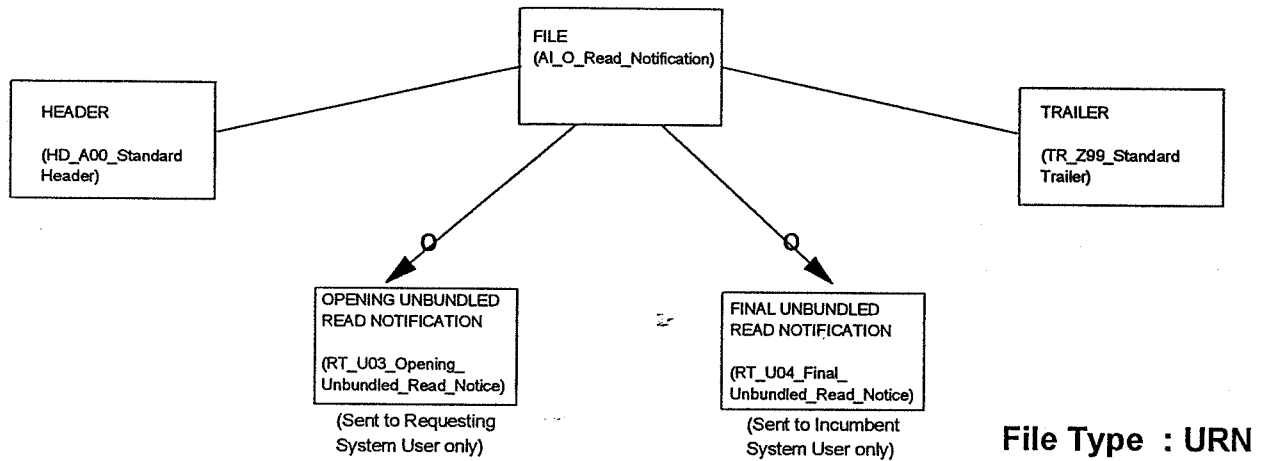 FILE
(AI_O_Read_Notification)
HEADER
(HD_A00_Standard
Header)
TRAILER
(TR_Z99_Standard
Trailer)
O
O
OPENING UNBUNDLED
READ NOTIFICATION
(RT_U03_Opening_
Unbundled_Read_Notice)
(Sent to Requesting
System User only)
FINAL UNBUNDLED
READ NOTIFICATION
(RT_U04_Final_
Unbundled_Read_Notice)
(Sent to Incumbent
System User only)
File Type : URN